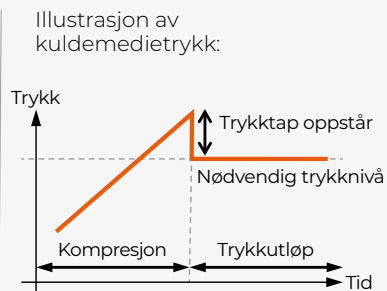 Illustrasjon av
kuldemedietrykk:
Trykk
Trykktap oppstår
Nødvendig trykknivå
Kompresjon
Trykkutløp
Tid